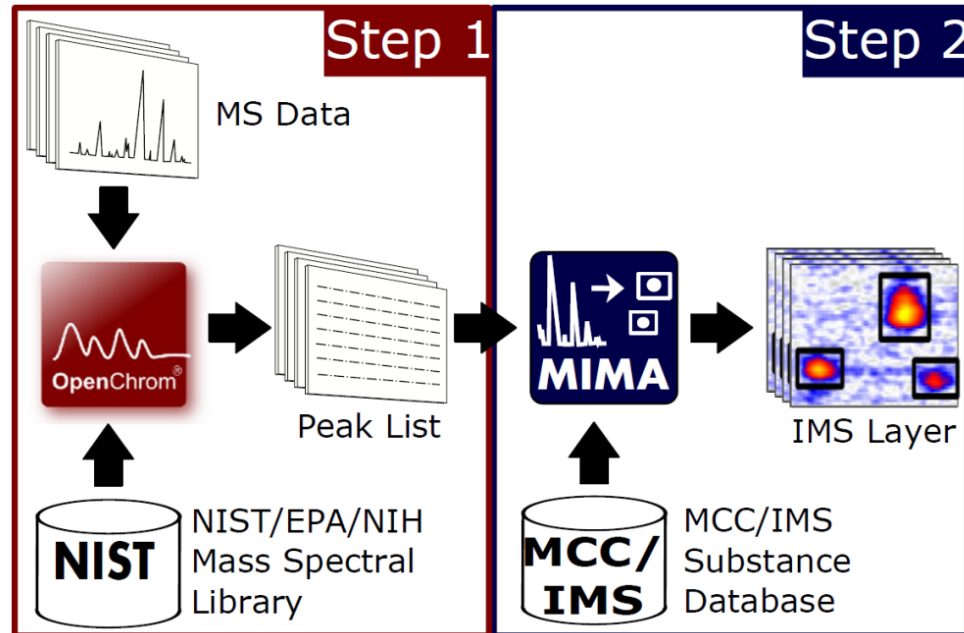 Step 1
MS Data
OpenChrom®
Peak List
NIST
NIST/EPA/NIH
Mass Spectral
Library
Step 2
MIMA
IMS Layer
MCC/
IMS
MCC/IMS
Substance
Database